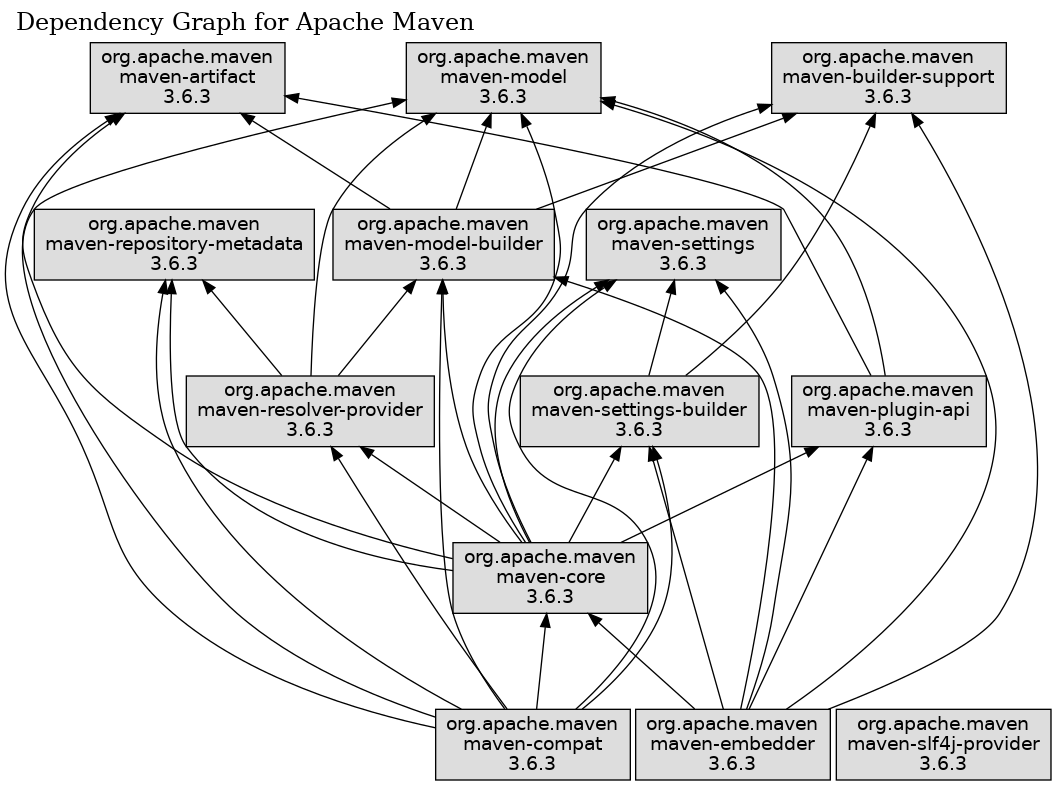 Dependency Graph for Apache Maven
org.apache.maven
maven-artifact
3.6.3
org.apache.maven
maven-model
3.6.3
org.apache.maven
maven-builder-support
3.6.3
org.apache.maven
maven-repository-metadata
3.6.3
org.apache.maven
maven-model-builder
3.6.3
org.apache.maven
maven-settings
3.6.3
org.apache.maven
maven-resolver-provider
3.6.3
org.apache.maven
maven-settings-builder
3.6.3
org.apache.maven
maven-plugin-api
3.6.3
org.apache.maven
maven-core
3.6.3
org.apache.maven
maven-compat
3.6.3
org.apache.maven
maven-embedder
3.6.3
org.apache.maven
maven-slf4j-provider
3.6.3